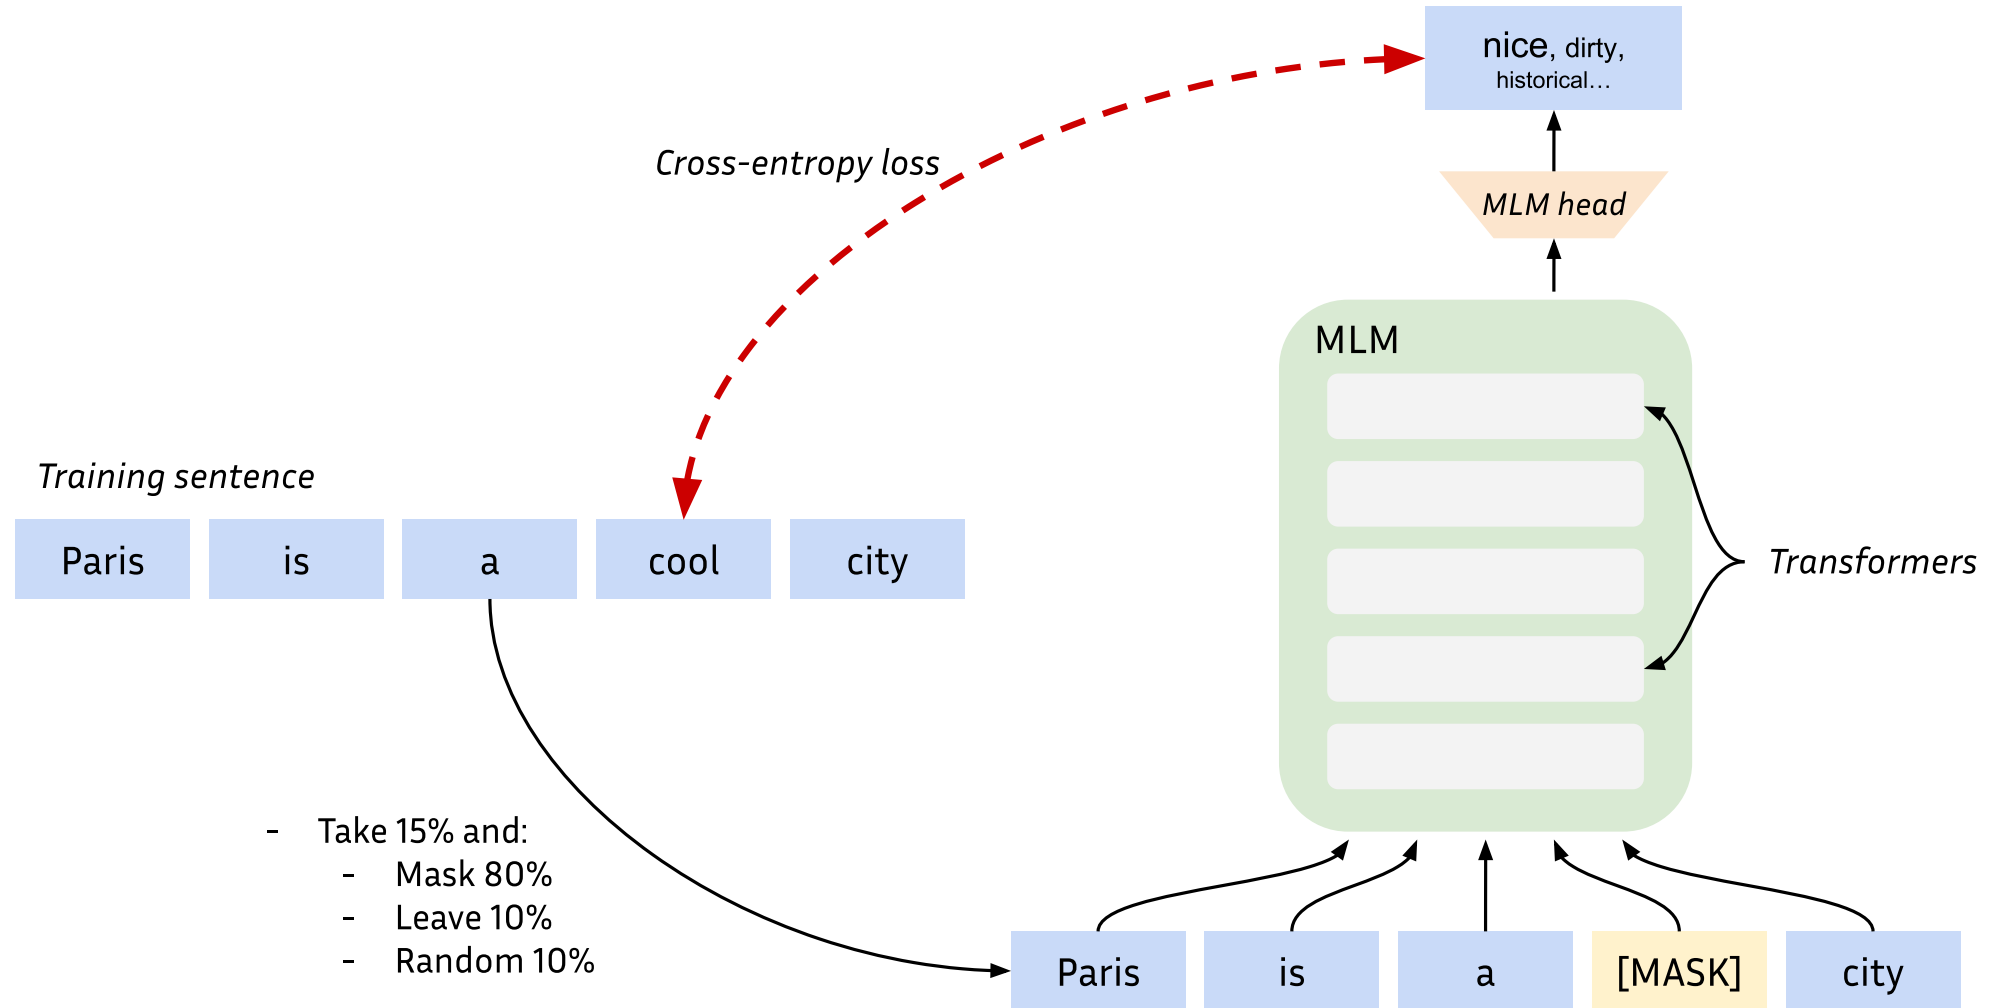 nice, dirty,
historical...
Cross-entropy loss
MLM head
MLM
Training sentence
Paris is a cool city
Transformers
- Take 15% and:
- Mask 80%
- Leave 10%
- Random 10%
Paris is a [MASK] city